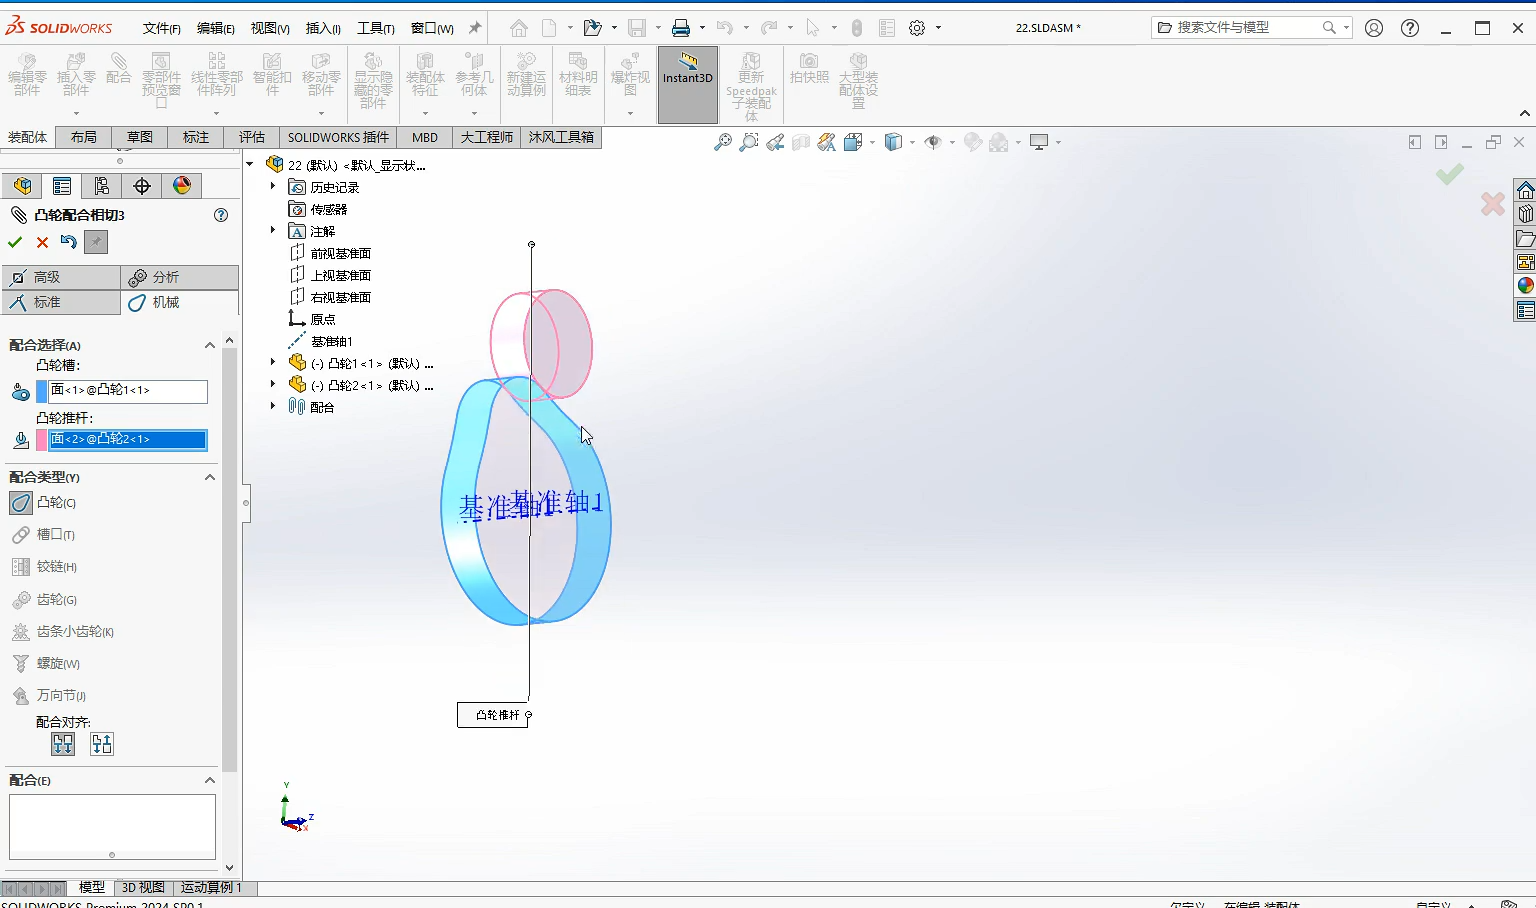 SOLIDWORKS 文件(F) 编辑(E) 视图(V) 插入(I) 工具(T) 窗口(W) 22.SLDASM * 搜索文件与模型
编辑零部件 插入零部件 配合 零部件预览窗口 线性零部件阵列 智能扣件 移动零部件 显示隐藏的零部件 装配体特征 参考几何体 新建运动算例 材料明细表 爆炸视图 Instant3D 更新Speedpak子装配体 拍快照 大型装配体设置
装配体 布局 草图 标注 评估 SOLIDWORKS 插件 MBD 大工程师 沐风工具箱
22 (默认) <默认_显示状...
历史记录
传感器
注解
前视基准面
上视基准面
右视基准面
原点
基准轴1
(-) 凸轮1<1> (默认) ...
(-) 凸轮2<1> (默认) ...
配合
凸轮配合相切3
高级 分析
标准 机械
配合选择(A)
凸轮槽:
面<1>@凸轮1<1>
凸轮推杆:
面<2>@凸轮2<1>
配合类型(Y)
凸轮(C)
槽口(T)
铰链(H)
齿轮(G)
齿条小齿轮(K)
螺旋(W)
万向节(J)
配合对齐:
配合(E)
基准轴1 基准轴1
凸轮推杆
Y
Z
X
模型 3D 视图 运动算例 1
SOLIDWORKS Premium 2024 SP0.1 欠定义 在编辑 装配体 自定义